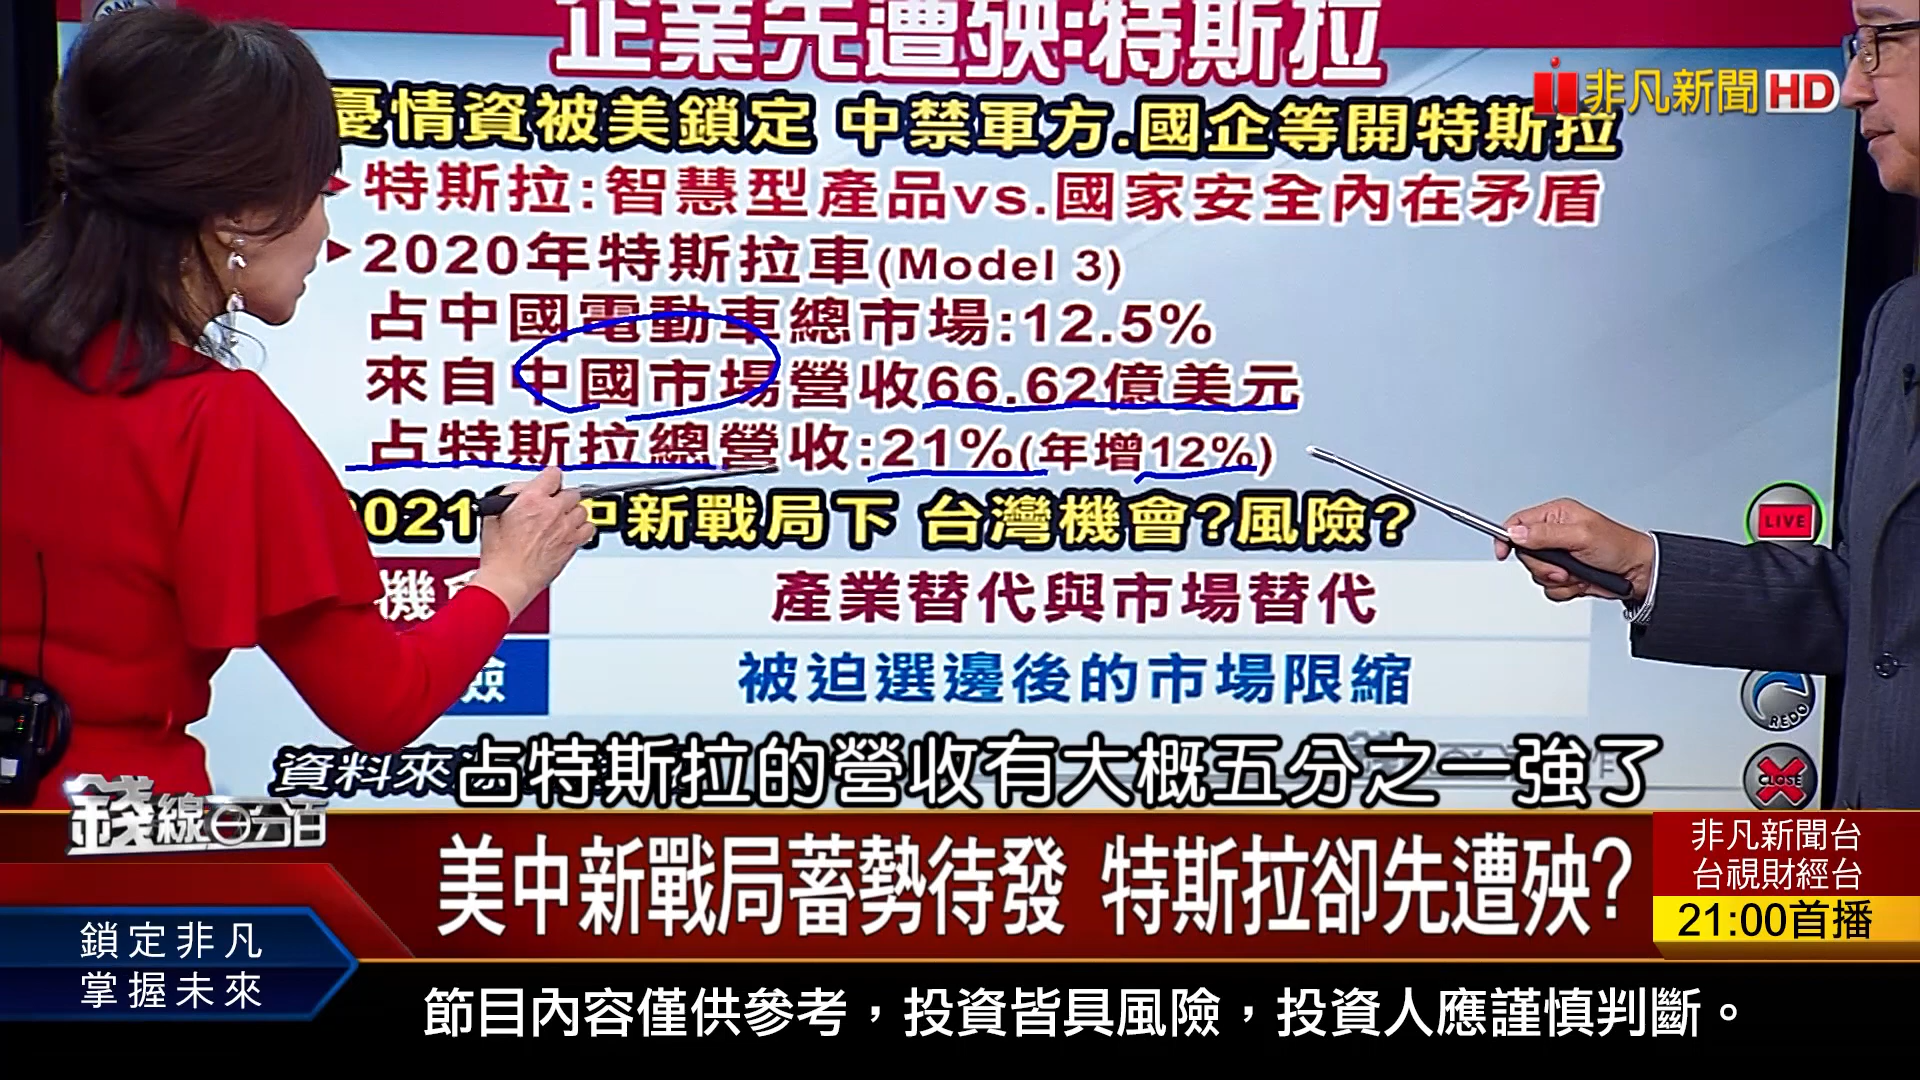 企業先遭殃:特斯拉
非凡新聞HD
憂情資被美鎖定 中禁軍方.國企等開特斯拉
特斯拉:智慧型產品vs.國家安全內在矛盾
2020年特斯拉車(Model 3)
占中國電動車總市場:12.5%
來自中國市場營收66.62億美元
占特斯拉總營收:21%(年增12%)
2021 中新戰局下 台灣機會?風險?
LIVE
機會 產業替代與市場替代
險 被迫選邊後的市場限縮
REDO
資料來
占特斯拉的營收有大概五分之一強了
CLOSE
錢線百分百
美中新戰局蓄勢待發 特斯拉卻先遭殃?
非凡新聞台
台視財經台
21:00首播
鎖定非凡
掌握未來
節目內容僅供參考，投資皆具風險，投資人應謹慎判斷。